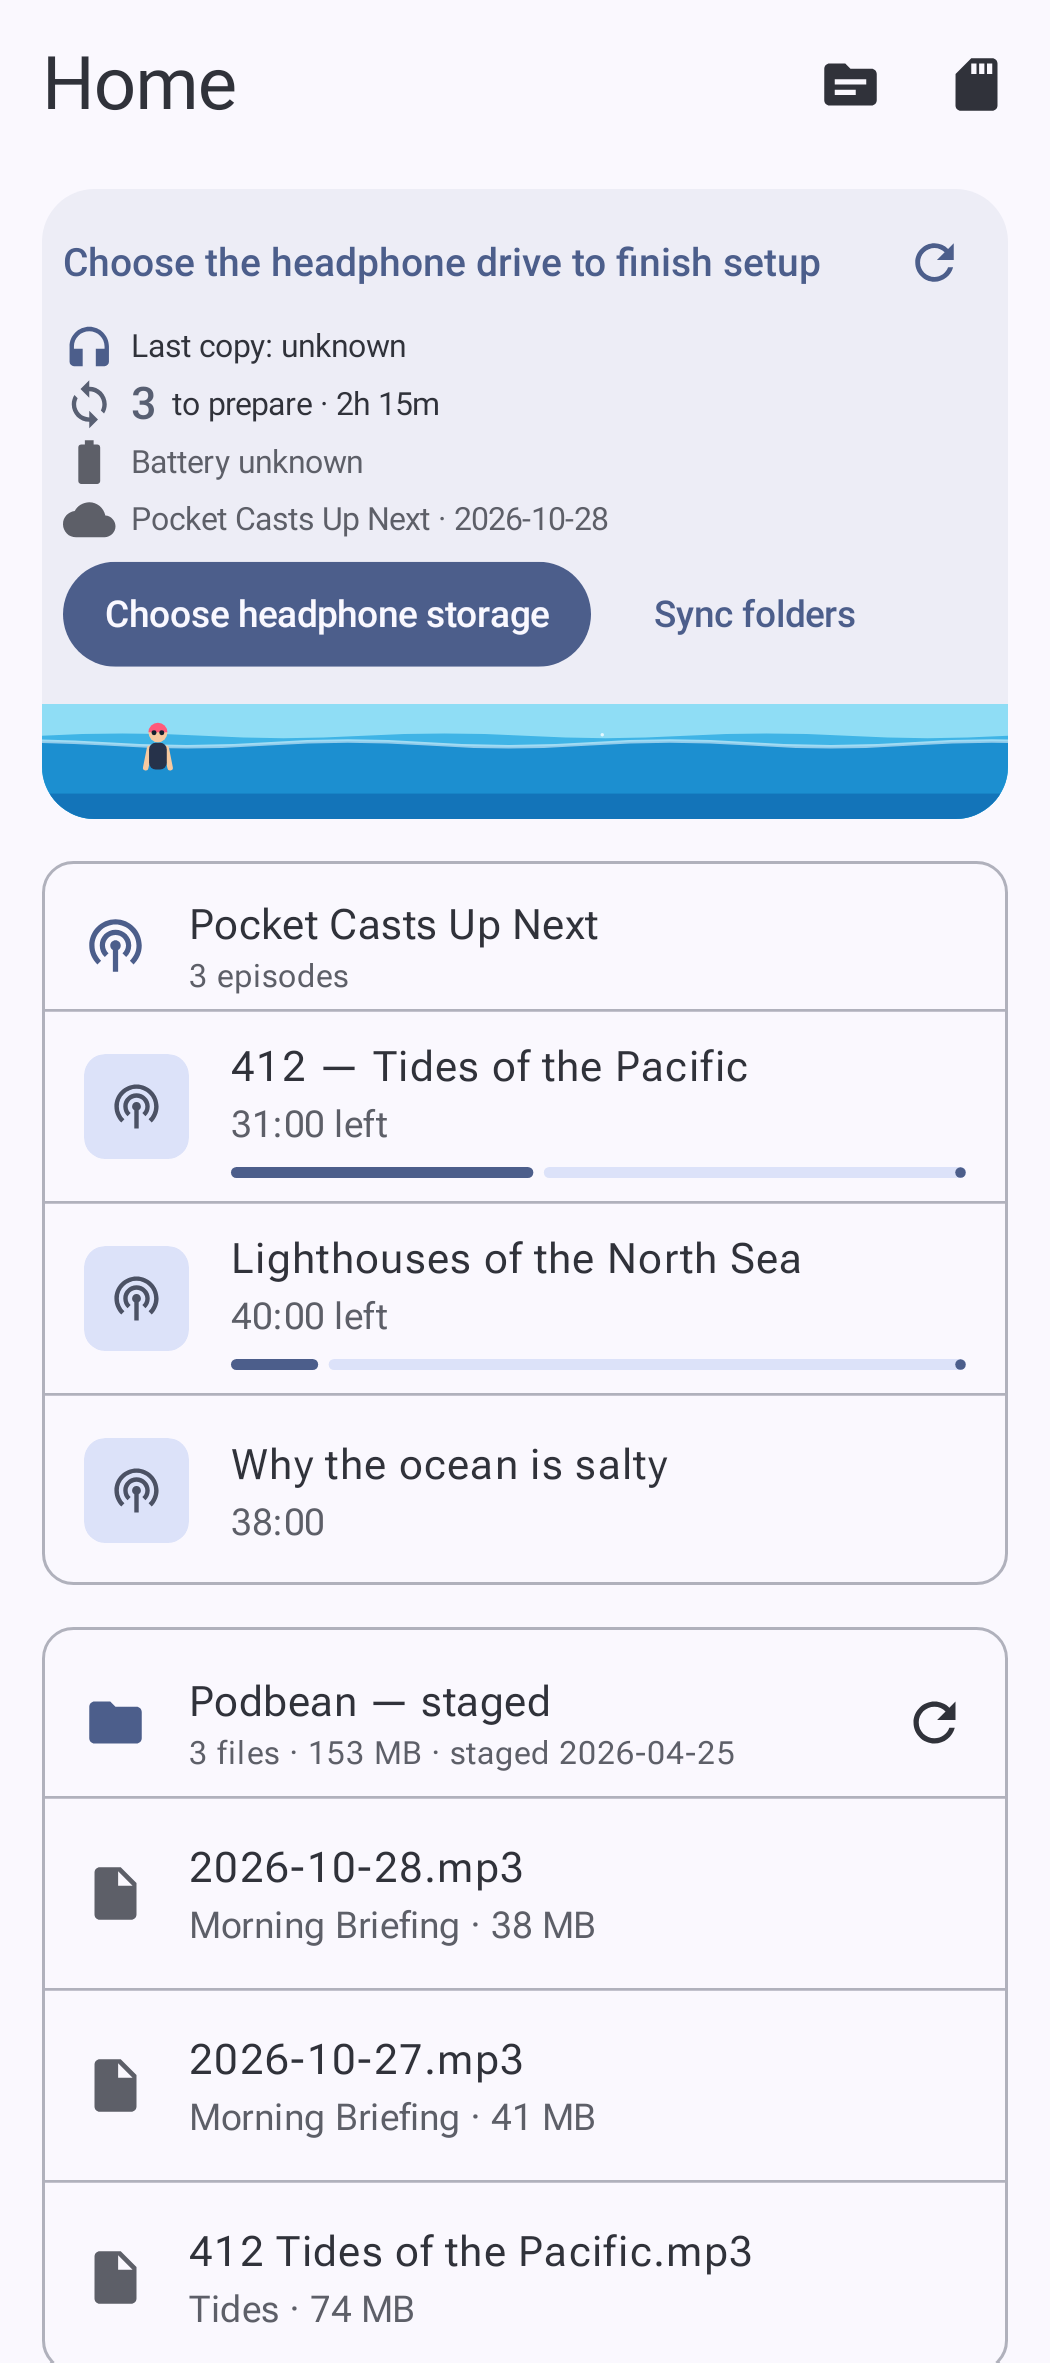 Home
Choose the headphone drive to finish setup
Last copy: unknown
3 to prepare · 2h 15m
Battery unknown
Pocket Casts Up Next · 2026-10-28
Choose headphone storage
Sync folders
Pocket Casts Up Next
3 episodes
412 — Tides of the Pacific
31:00 left
Lighthouses of the North Sea
40:00 left
Why the ocean is salty
38:00
Podbean — staged
3 files · 153 MB · staged 2026-04-25
2026-10-28.mp3
Morning Briefing · 38 MB
2026-10-27.mp3
Morning Briefing · 41 MB
412 Tides of the Pacific.mp3
Tides · 74 MB